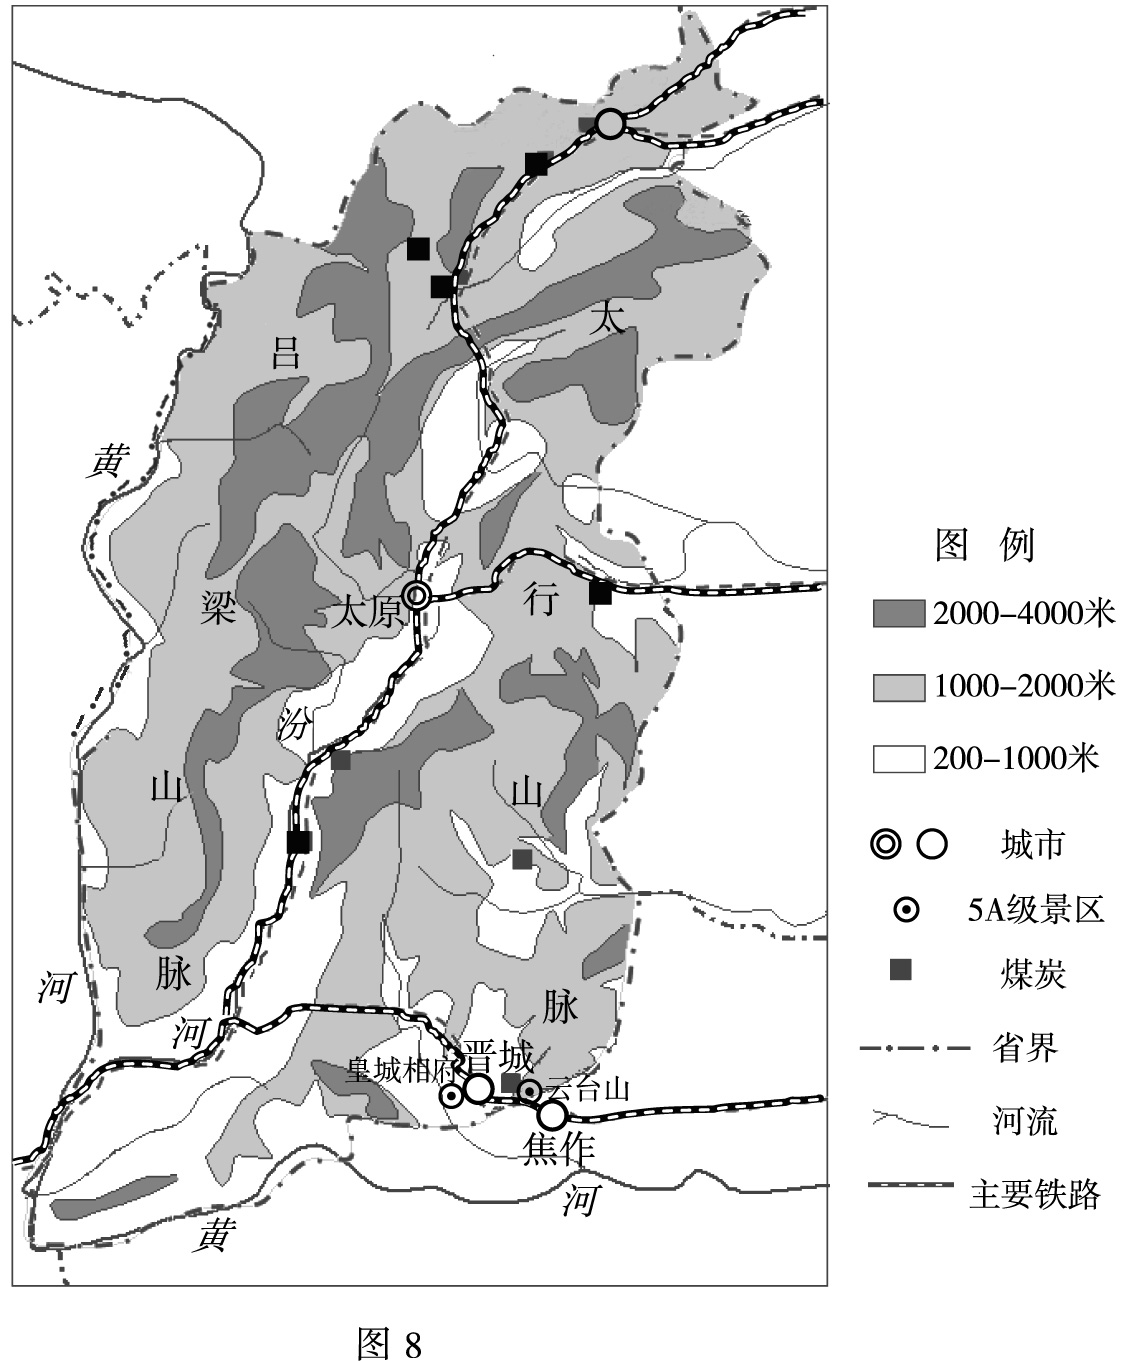 太
吕
黄
图 例
2000-4000米
梁
太原
行
1000-2000米
汾
200-1000米
山
山
城市
5A级景区
脉
河
煤炭
脉
河
晋城
省界
皇城相府
云台山
河流
焦作
河
主要铁路
黄
图 8